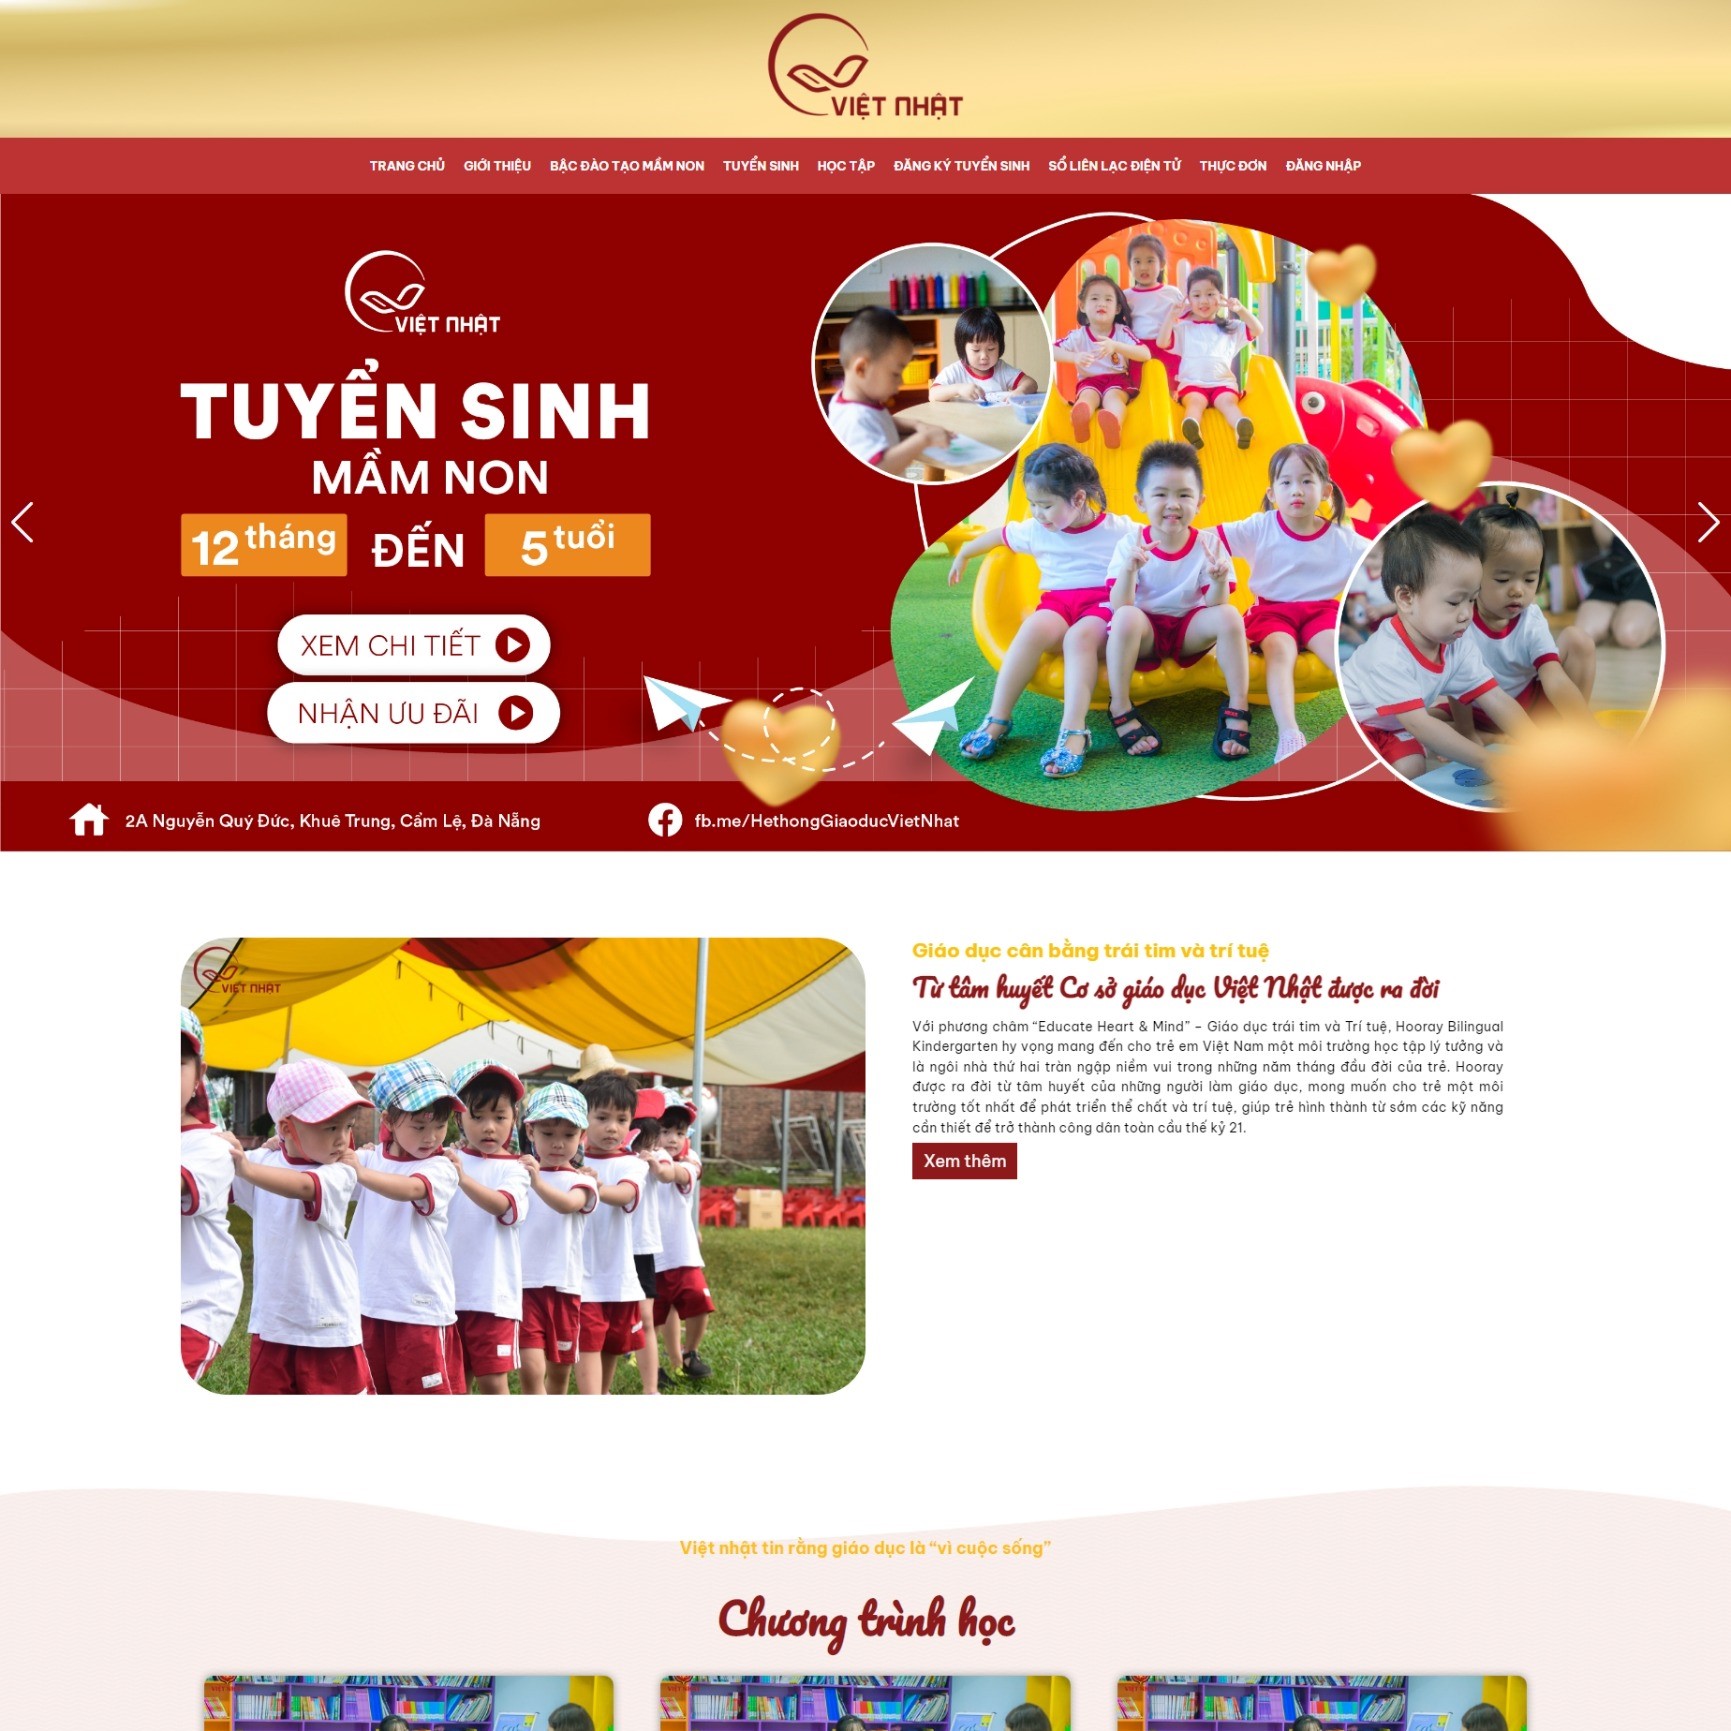 VIỆT NHẬT
TRANG CHỦ GIỚI THIỆU BẬC ĐÀO TẠO MẦM NON TUYỂN SINH HỌC TẬP ĐĂNG KÝ TUYỂN SINH SỔ LIÊN LẠC ĐIỆN TỬ THỰC ĐƠN ĐĂNG NHẬP
VIỆT NHẬT
TUYỂN SINH
MẦM NON
12 tháng ĐẾN 5 tuổi
XEM CHI TIẾT
NHẬN ƯU ĐÃI
2A Nguyễn Quý Đức, Khuê Trung, Cẩm Lệ, Đà Nẵng
fb.me/HethongGiaoducVietNhat
VIỆT NHẬT
Giáo dục cân bằng trái tim và trí tuệ
Từ tâm huyết Cơ sở giáo dục Việt Nhật được ra đời
Với phương châm “Educate Heart & Mind” – Giáo dục trái tim và Trí tuệ, Hooray Bilingual
Kindergarten hy vọng mang đến cho trẻ em Việt Nam một môi trường học tập lý tưởng và
là ngôi nhà thứ hai tràn ngập niềm vui trong những năm tháng đầu đời của trẻ. Hooray
được ra đời từ tâm huyết của những người làm giáo dục, mong muốn cho trẻ một môi
trường tốt nhất để phát triển thể chất và trí tuệ, giúp trẻ hình thành từ sớm các kỹ năng
cần thiết để trở thành công dân toàn cầu thế kỷ 21.
Xem thêm
Việt nhật tin rằng giáo dục là “vì cuộc sống”
Chương trình học
VIỆT NHẬT
VIỆT NHẬT
VIỆT NHẬT